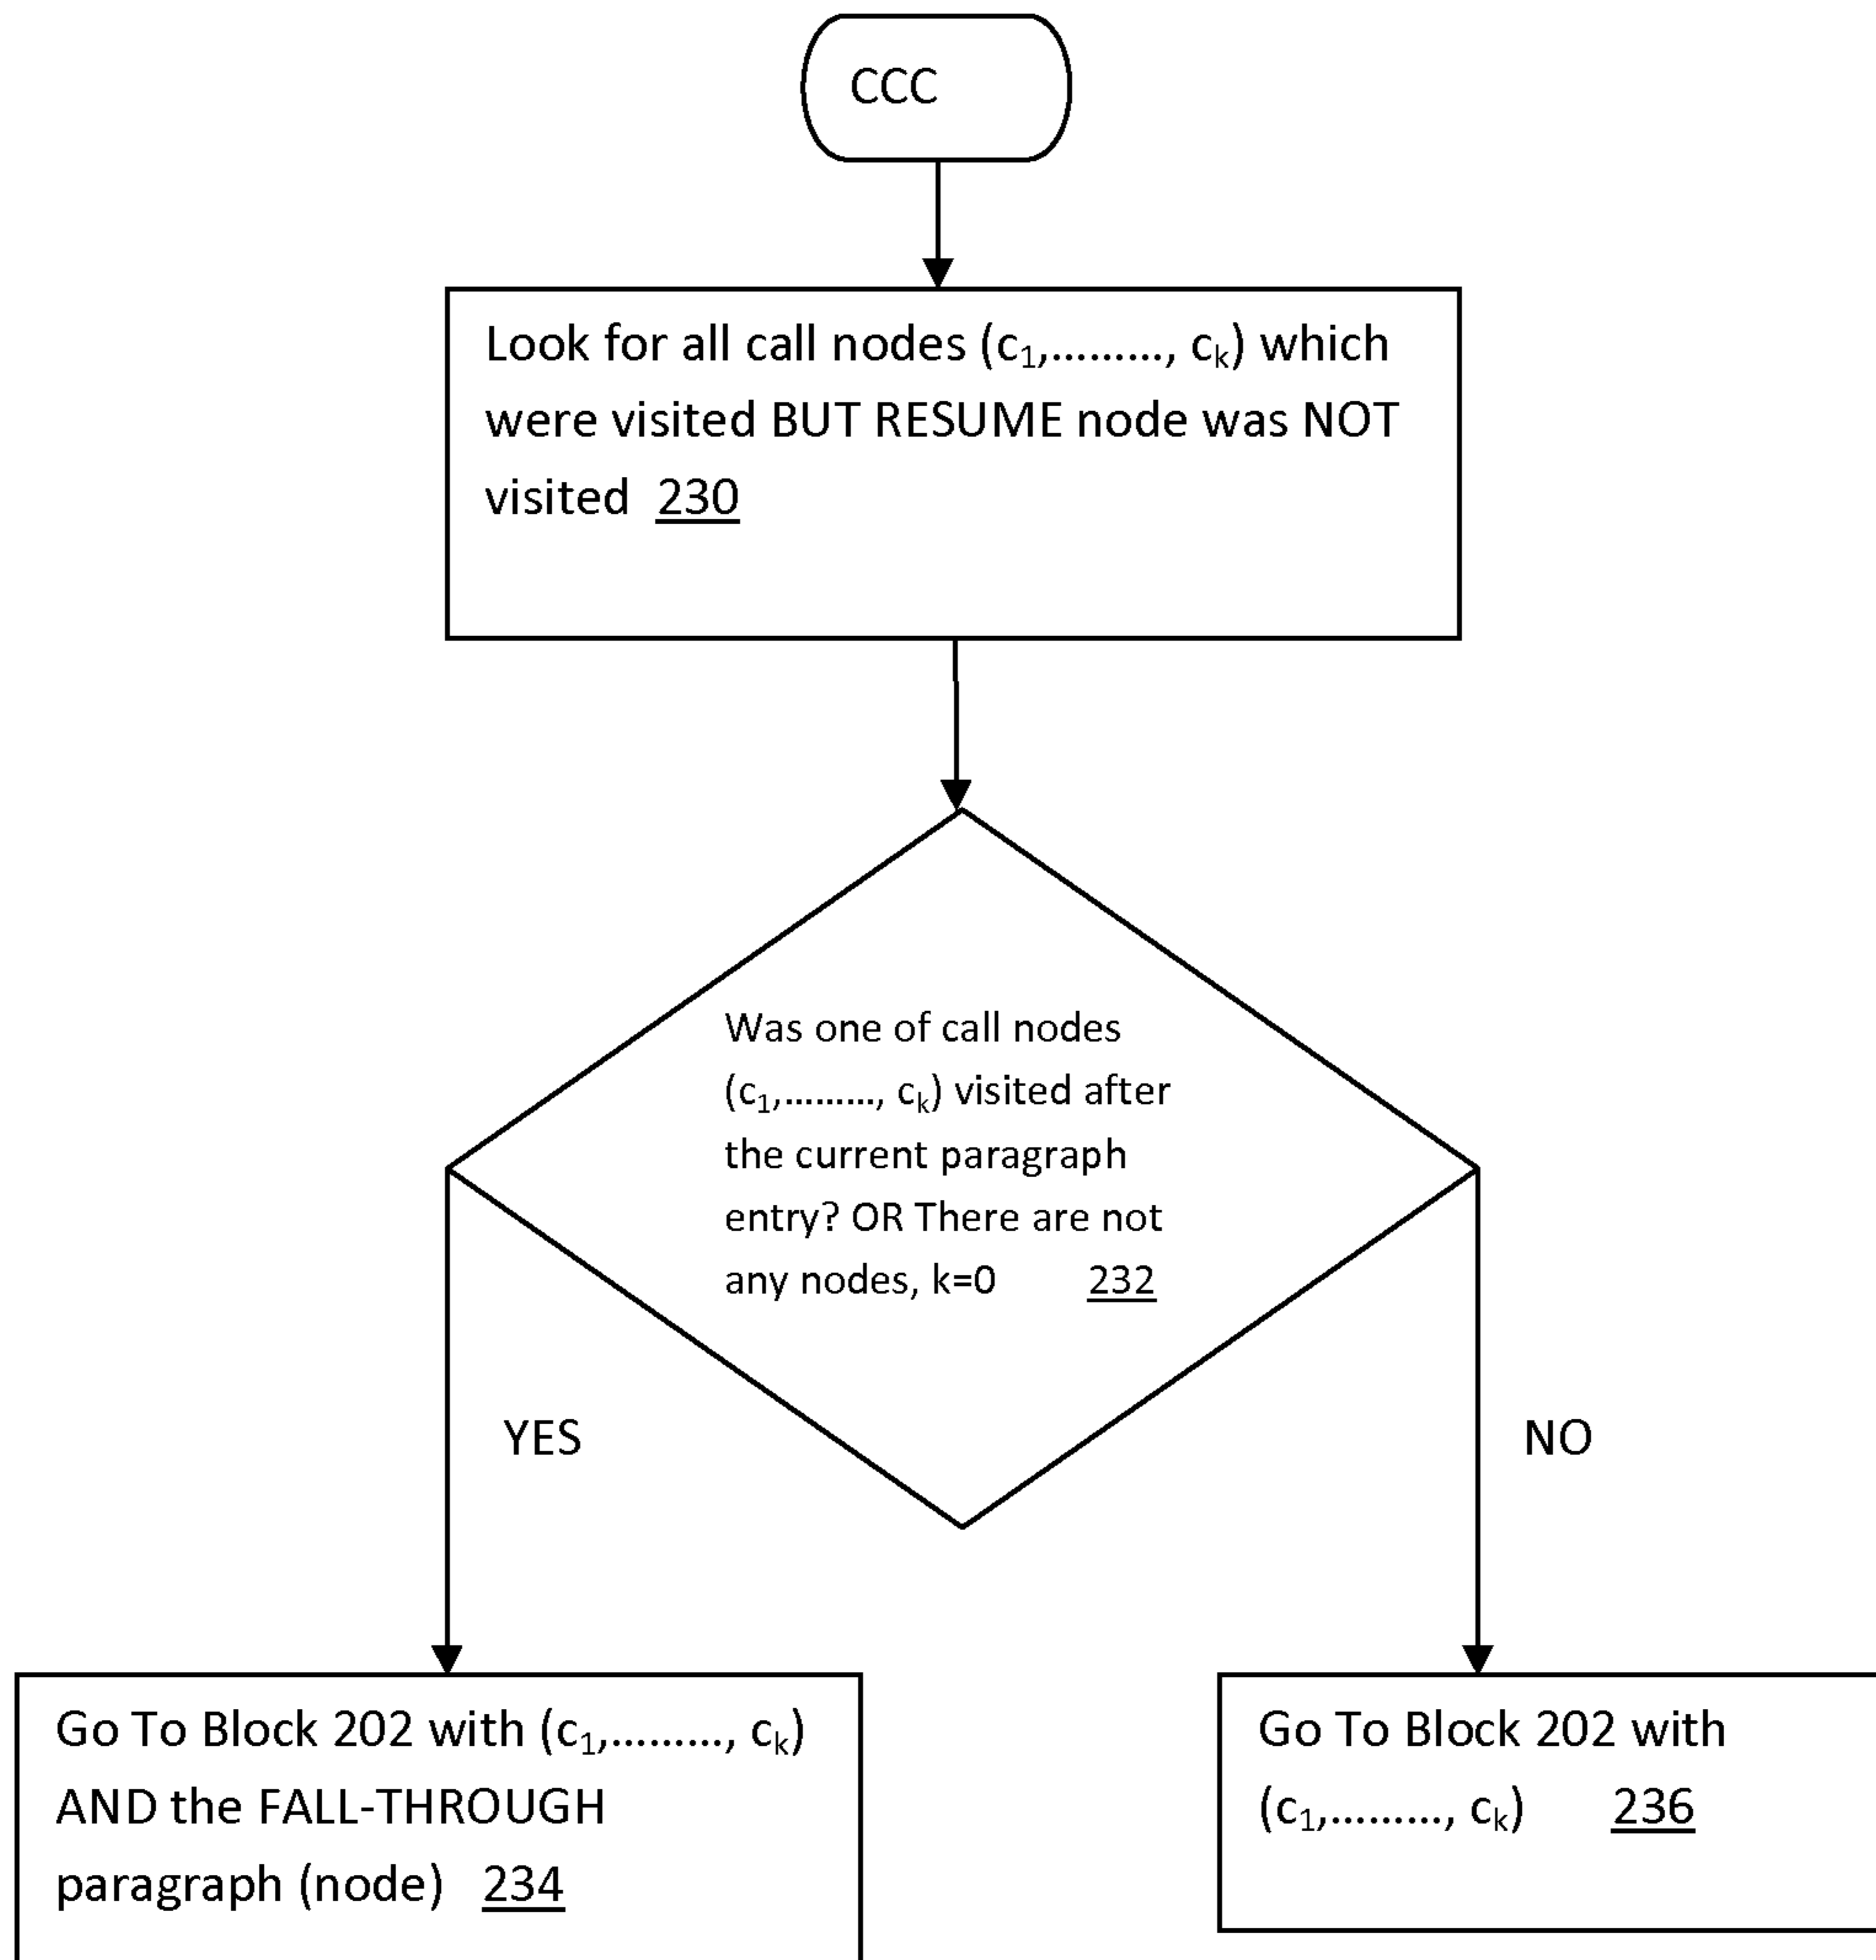 CCC
Look for all call nodes (c₁,………, cₖ) which
were visited BUT RESUME node was NOT
visited 230
Was one of call nodes
(c₁,………, cₖ) visited after
the current paragraph
entry? OR There are not
any nodes, k=0 232
YES
NO
Go To Block 202 with (c₁,………, cₖ)
AND the FALL-THROUGH
paragraph (node) 234
Go To Block 202 with
(c₁,………, cₖ) 236